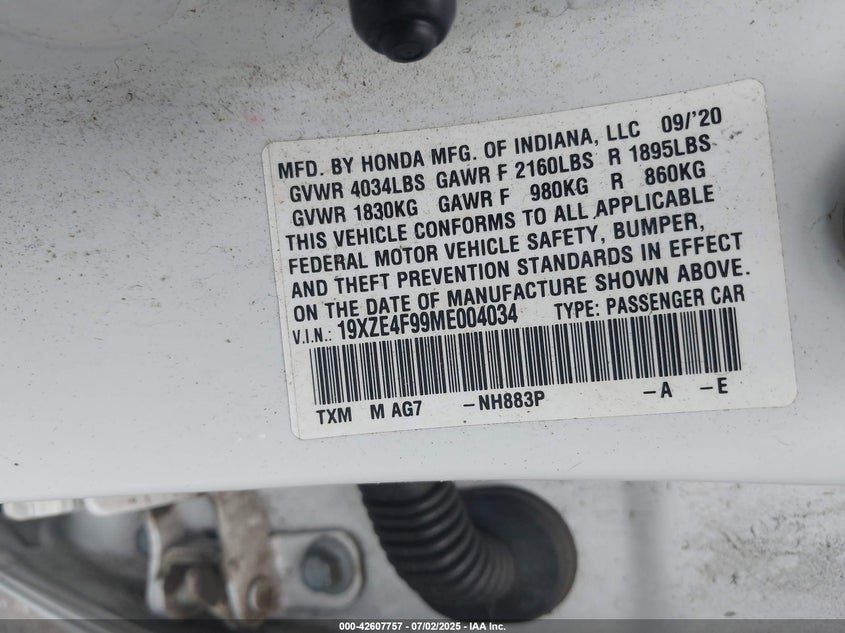 MFD. BY HONDA MFG. OF INDIANA, LLC 09/'20
GVWR 4034LBS GAWR F 2160LBS R 1895LBS
GVWR 1830KG GAWR F 980KG R 860KG
THIS VEHICLE CONFORMS TO ALL APPLICABLE
FEDERAL MOTOR VEHICLE SAFETY, BUMPER,
AND THEFT PREVENTION STANDARDS IN EFFECT
ON THE DATE OF MANUFACTURE SHOWN ABOVE.
V.I.N.: 19XZE4F99ME004034 TYPE: PASSENGER CAR
TXM M AG7 -NH883P -A -E
000-42607757 - 07/02/2025 - IAA Inc.